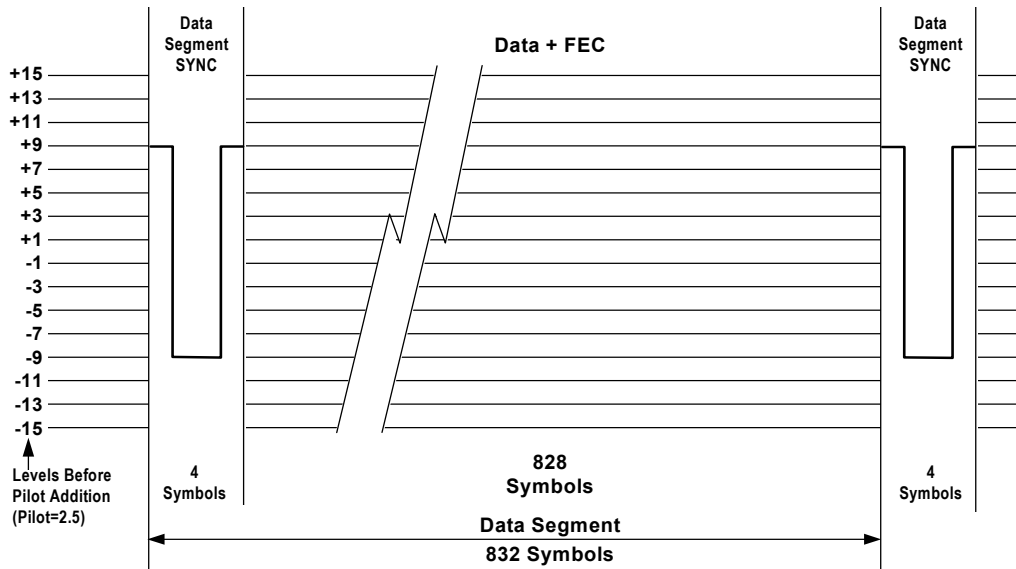 Data
Segment
SYNC
Data + FEC
Data
Segment
SYNC
+15
+13
+11
+9
+7
+5
+3
+1
-1
-3
-5
-7
-9
-11
-13
-15
Levels Before
Pilot Addition
(Pilot=2.5)
4
Symbols
828
Symbols
4
Symbols
Data Segment
832 Symbols